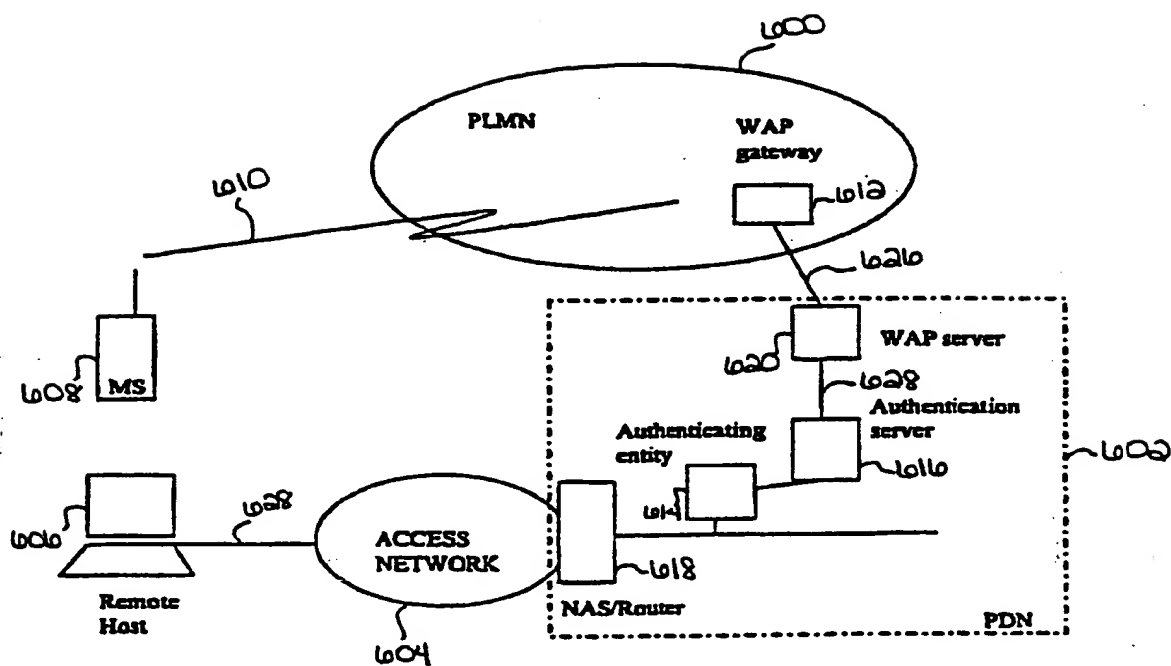 600
PLMN
WAP
gateway
610
612
626
620
WAP server
608
MS
628
Authentication
server
Authenticating
entity
616
602
614
606
628
ACCESS
NETWORK
618
Remote
Host
NAS/Router
PDN
604